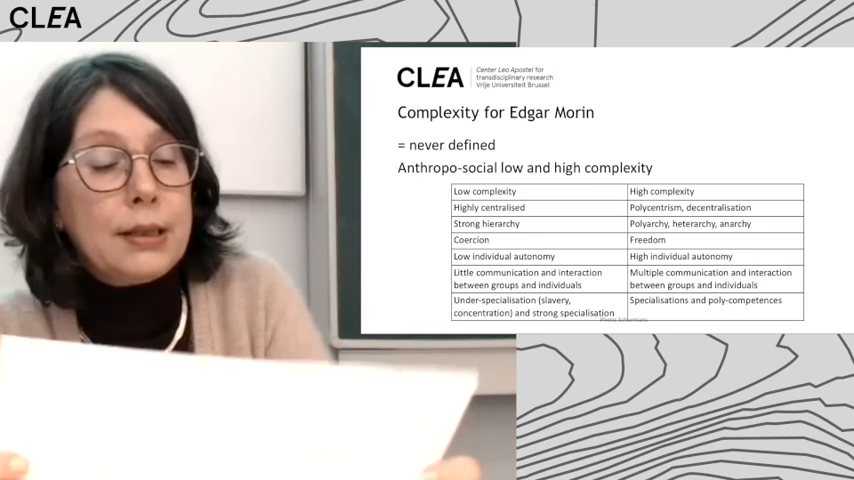 CLEA
CLEA
Center Leo Apostel for
transdisciplinary research
Vrije Universiteit Brussel
Complexity for Edgar Morin
= never defined
Anthropo-social low and high complexity
Low complexity
High complexity
Highly centralised
Polycentrism, decentralisation
Strong hierarchy
Polyarchy, heterarchy, anarchy
Coercion
Freedom
Low individual autonomy
High individual autonomy
Little communication and interaction
between groups and individuals
Multiple communication and interaction
between groups and individuals
Under-specialisation (slavery,
concentration) and strong specialisation
Specialisations and poly-competences